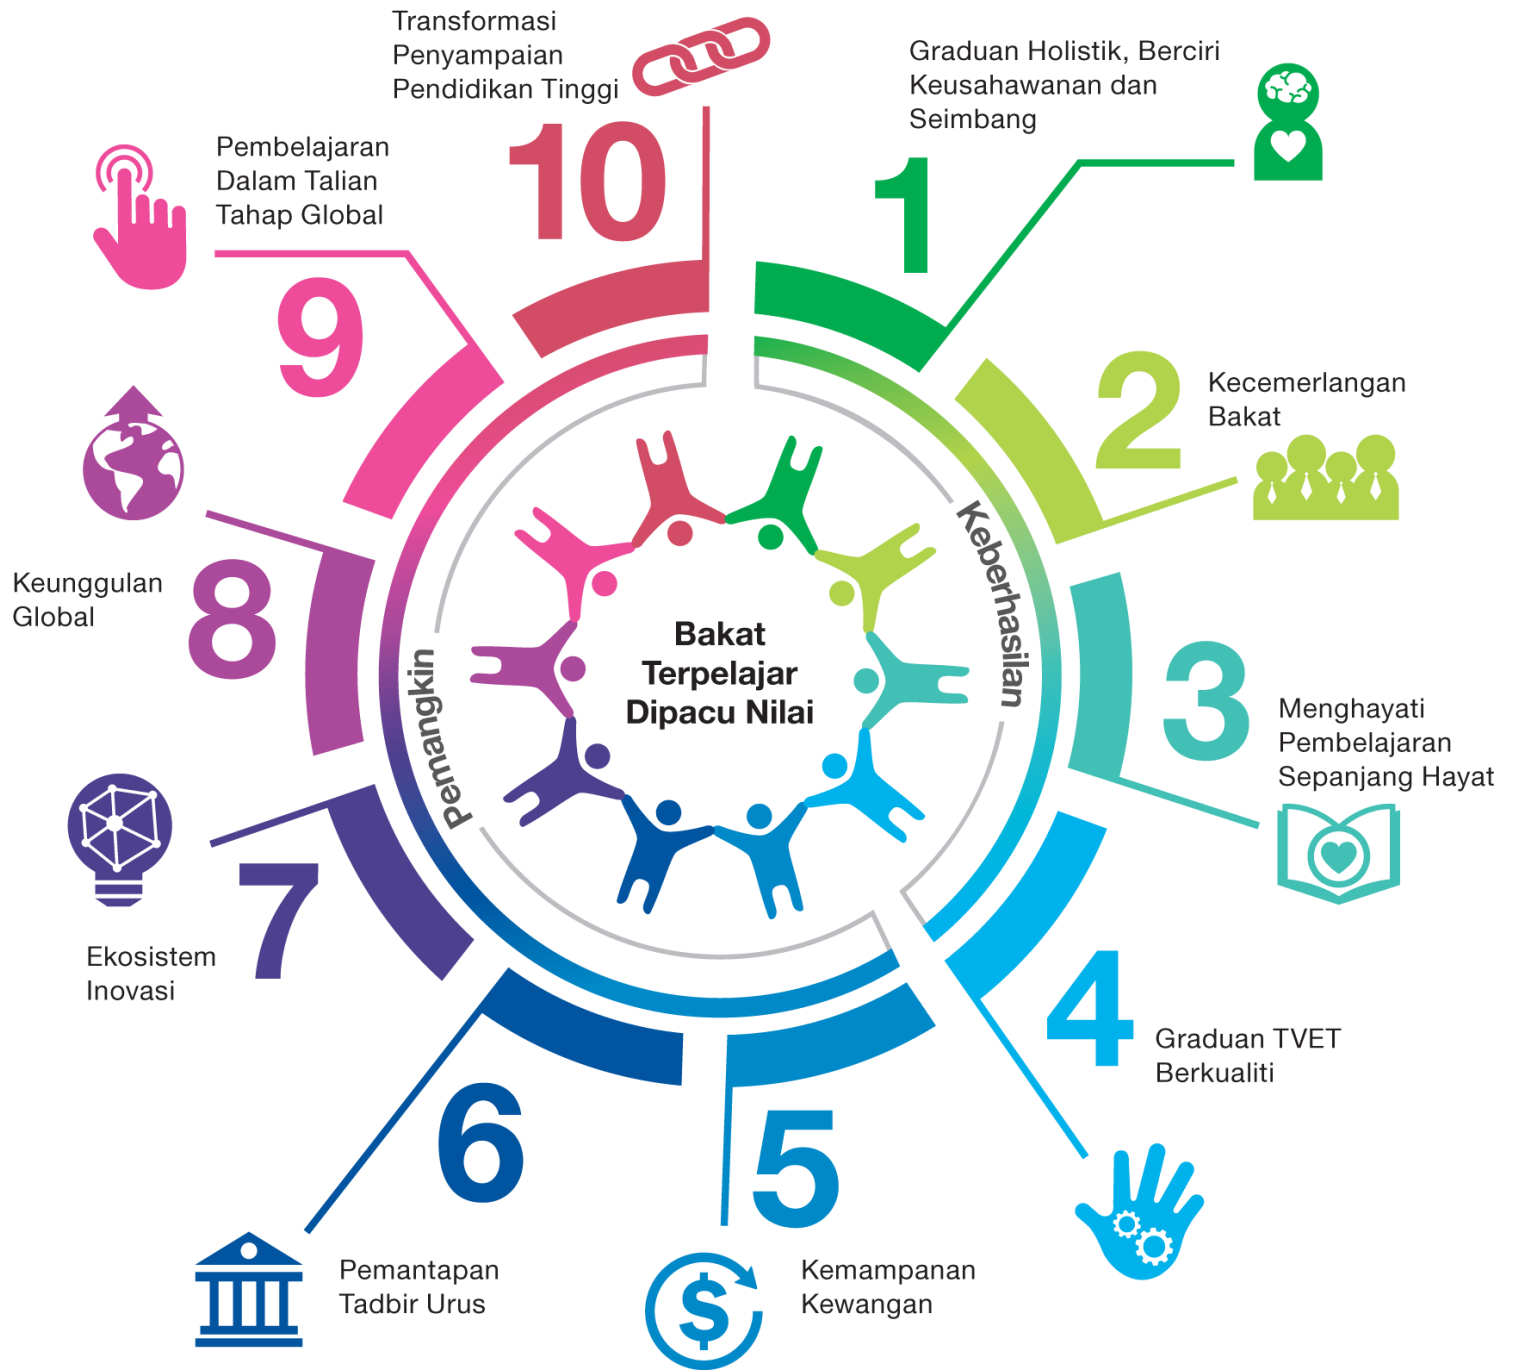 Transformasi
Penyampaian
Pendidikan Tinggi
10
Graduan Holistik, Berciri
Keusahawanan dan
Seimbang
1
Kecemerlangan
Bakat
2
Menghayati
Pembelajaran
Sepanjang Hayat
3
Graduan TVET
Berkualiti
4
Kemampanan
Kewangan
5
$
Pemantapan
Tadbir Urus
6
Ekosistem
Inovasi
7
Keunggulan
Global
8
Pembelajaran
Dalam Talian
Tahap Global
9
Keberhasilan
Pemangkin
Bakat
Terpelajar
Dipacu Nilai